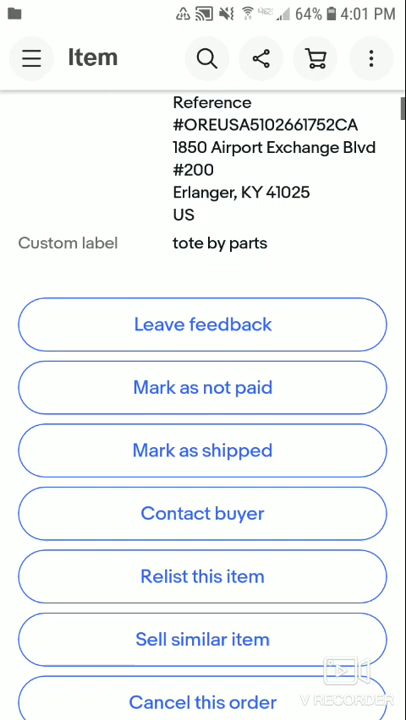 64% 4:01 PM
Item
Reference
#OREUSA5102661752CA
1850 Airport Exchange Blvd
#200
Erlanger, KY 41025
US
Custom label tote by parts
Leave feedback
Mark as not paid
Mark as shipped
Contact buyer
Relist this item
Sell similar item
Cancel this order
V RECORDER